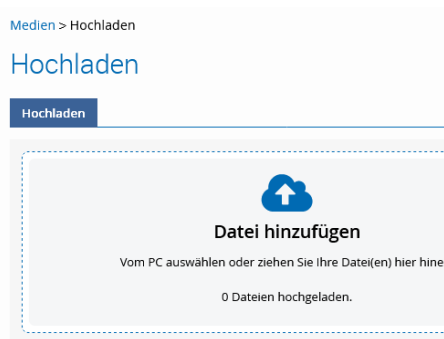 Medien > Hochladen
Hochladen
Hochladen
Datei hinzufügen
Vom PC auswählen oder ziehen Sie Ihre Datei(en) hier hine
0 Dateien hochgeladen.